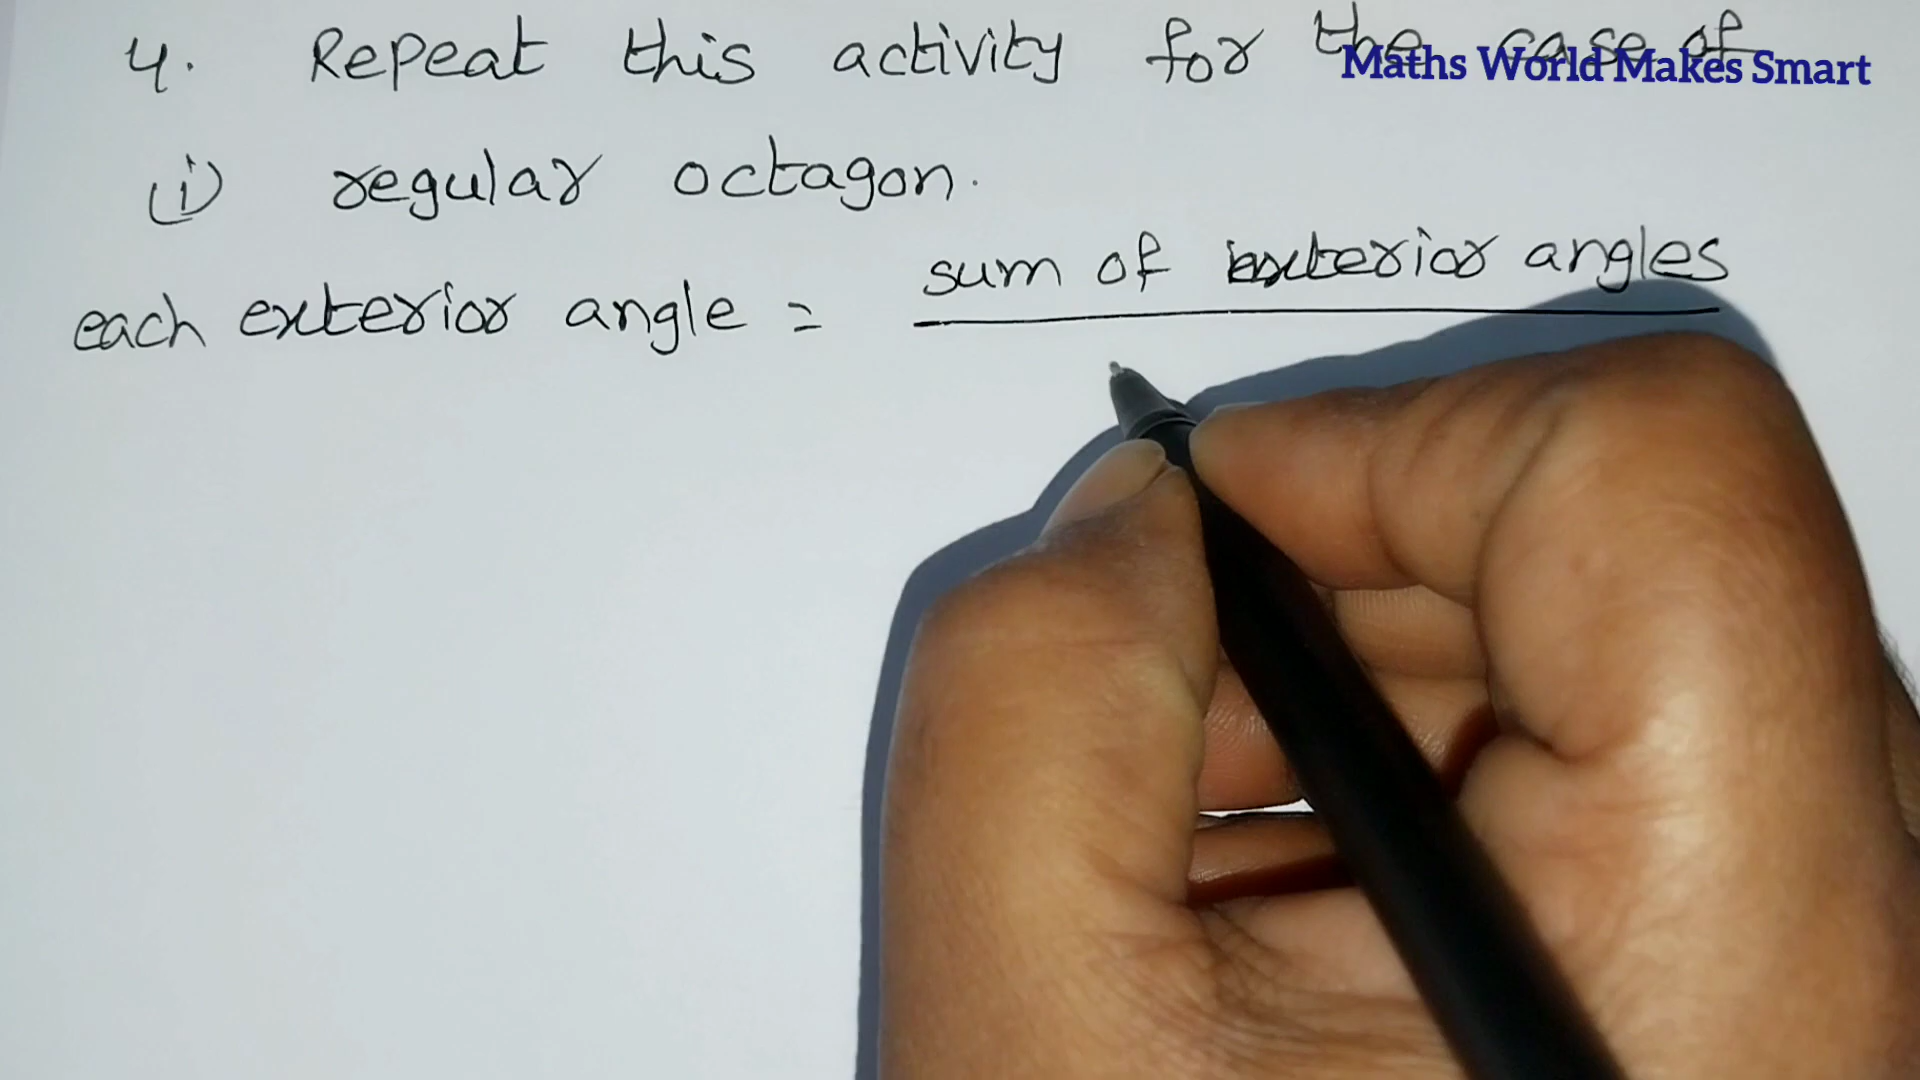 4. Repeat this activity for the case of
Maths World Makes Smart
(i) regular octagon.
each exterior angle = sum of exterior angles